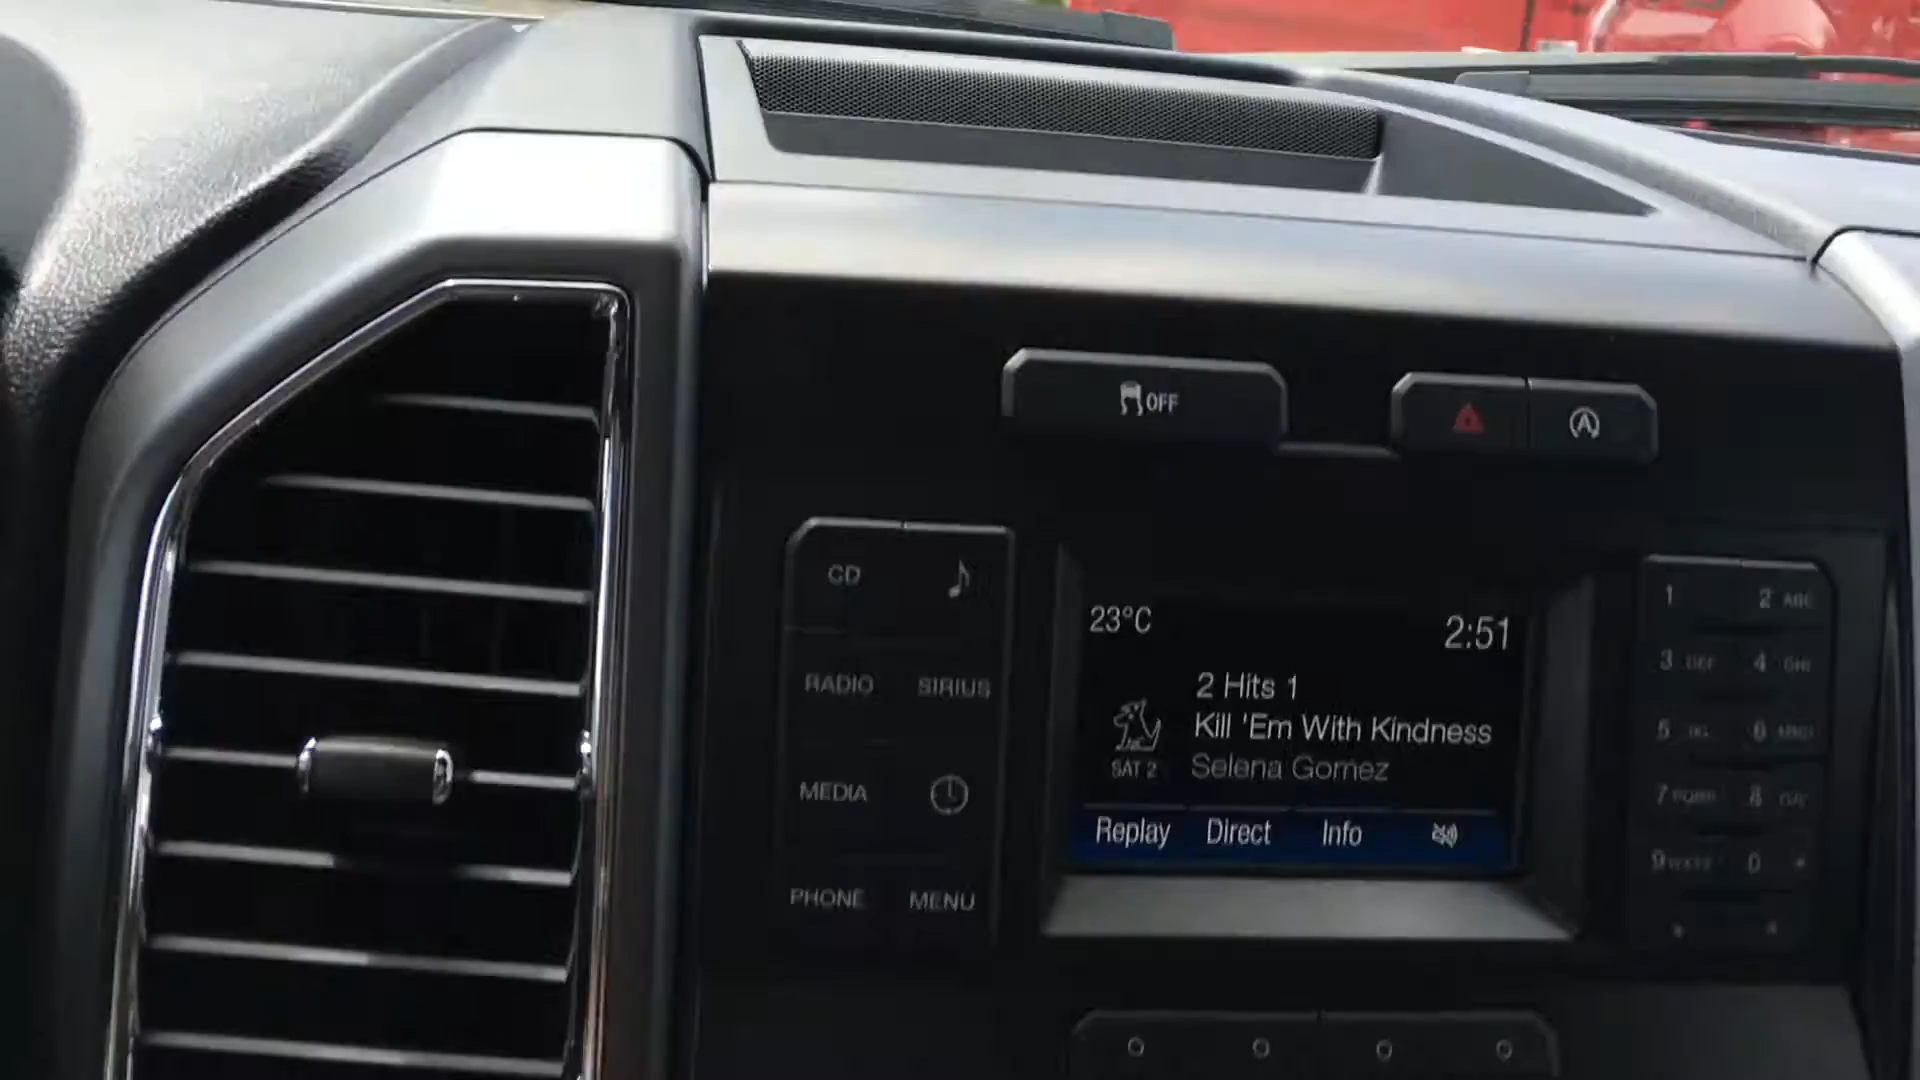 OFF
CD
RADIO SIRIUS
MEDIA
PHONE MENU
23°C 2:51
2 Hits 1
Kill 'Em With Kindness
SAT 2 Selena Gomez
Replay Direct Info
1 2 ABC
3 DEF 4 GHI
5 6 MNO
7 PQRS 8
9 WXYZ 0